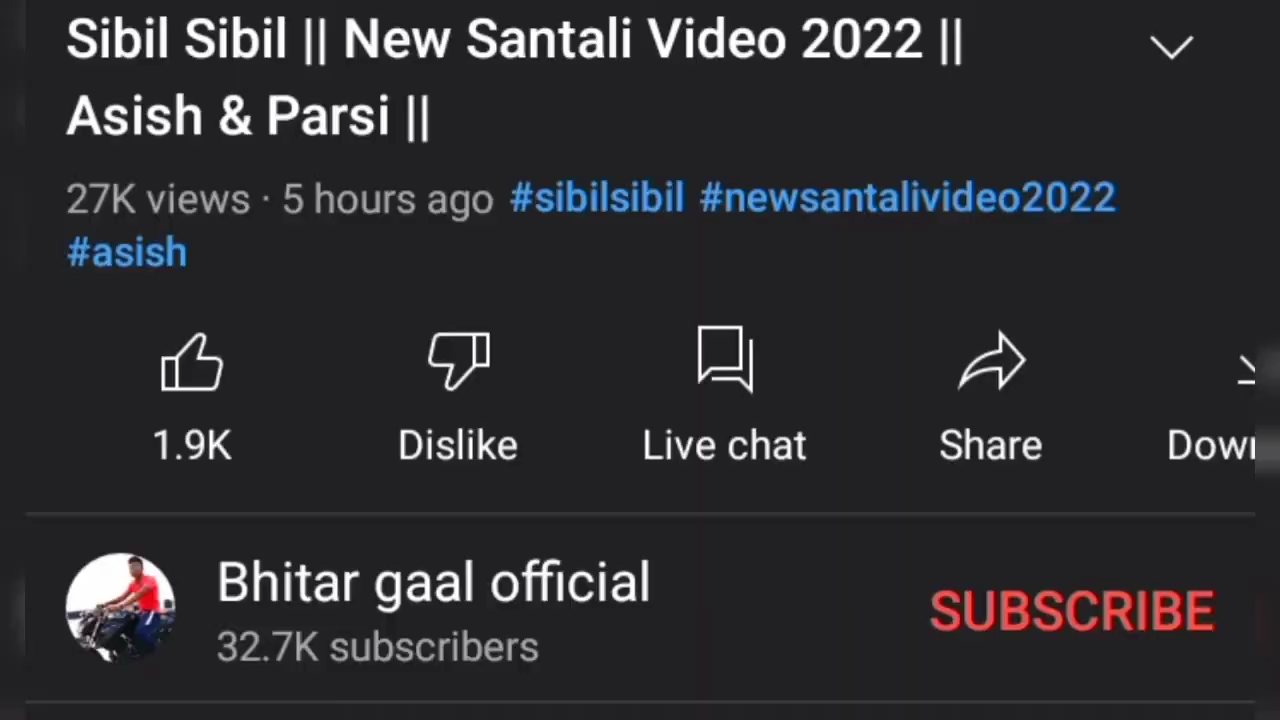 Sibil Sibil || New Santali Video 2022 ||
Asish & Parsi ||
27K views · 5 hours ago #sibilsibil #newsantalivideo2022
#asish
1.9K Dislike Live chat Share Down
Bhitar gaal official
SUBSCRIBE
32.7K subscribers